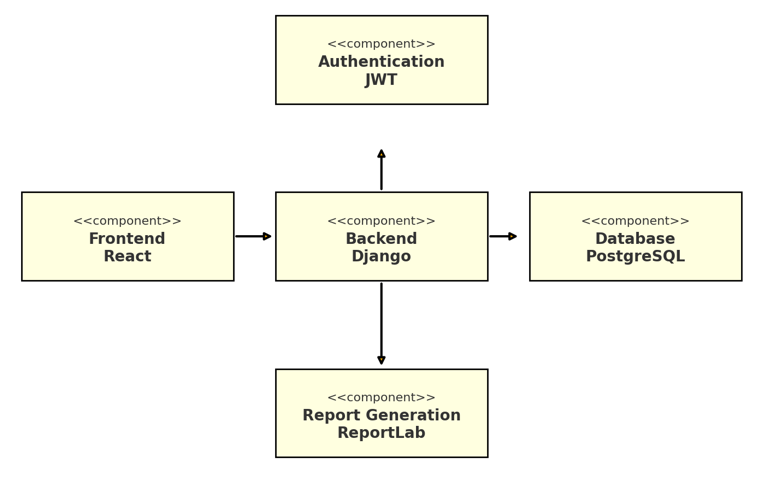 <<component>>
Authentication
JWT
<<component>>
Frontend
React
<<component>>
Backend
Django
<<component>>
Database
PostgreSQL
<<component>>
Report Generation
ReportLab